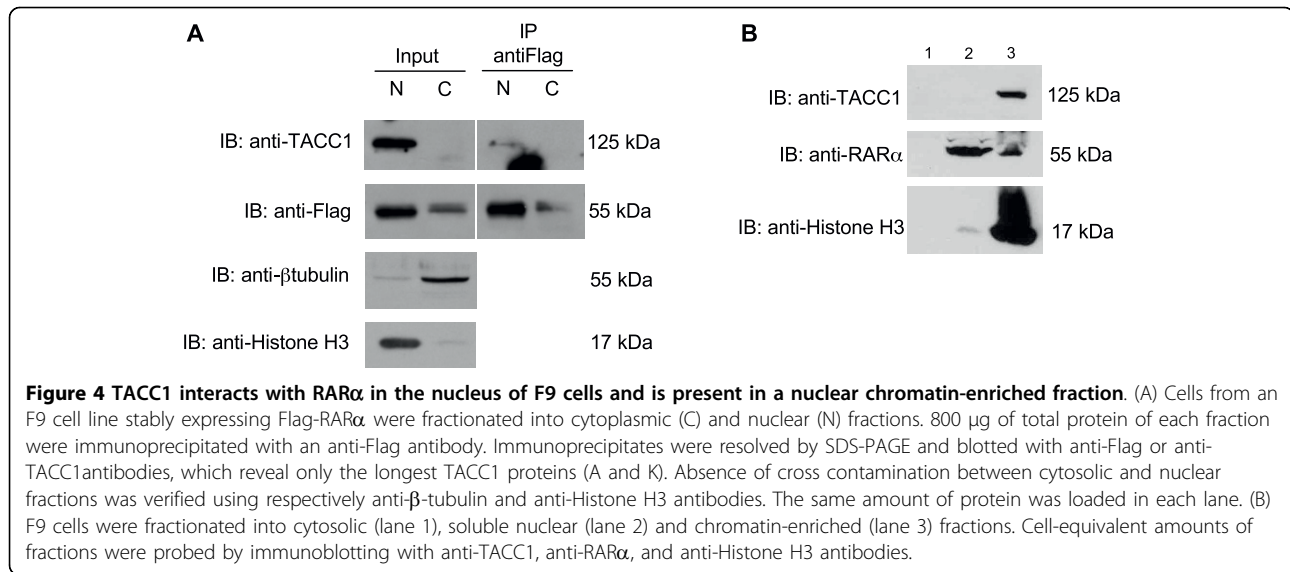 A
Input
IP
antiFlag
N C N C
IB: anti-TACC1 125 kDa
IB: anti-Flag 55 kDa
IB: anti-βtubulin 55 kDa
IB: anti-Histone H3 17 kDa
B
1 2 3
IB: anti-TACC1 125 kDa
IB: anti-RARα 55 kDa
IB: anti-Histone H3 17 kDa
Figure 4 TACC1 interacts with RARα in the nucleus of F9 cells and is present in a nuclear chromatin-enriched fraction. (A) Cells from an
F9 cell line stably expressing Flag-RARα were fractionated into cytoplasmic (C) and nuclear (N) fractions. 800 μg of total protein of each fraction
were immunoprecipitated with an anti-Flag antibody. Immunoprecipitates were resolved by SDS-PAGE and blotted with anti-Flag or anti-
TACC1antibodies, which reveal only the longest TACC1 proteins (A and K). Absence of cross contamination between cytosolic and nuclear
fractions was verified using respectively anti-β-tubulin and anti-Histone H3 antibodies. The same amount of protein was loaded in each lane. (B)
F9 cells were fractionated into cytosolic (lane 1), soluble nuclear (lane 2) and chromatin-enriched (lane 3) fractions. Cell-equivalent amounts of
fractions were probed by immunoblotting with anti-TACC1, anti-RARα, and anti-Histone H3 antibodies.